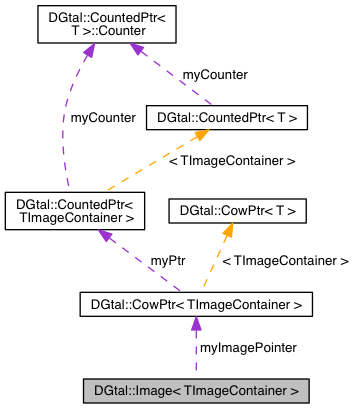 DGtal::CountedPtr<
T >::Counter
myCounter
myCounter
DGtal::CountedPtr< T >
< TImageContainer >
DGtal::CountedPtr<
TImageContainer >
DGtal::CowPtr< T >
myPtr
< TImageContainer >
DGtal::CowPtr< TImageContainer >
myImagePointer
DGtal::Image< TImageContainer >